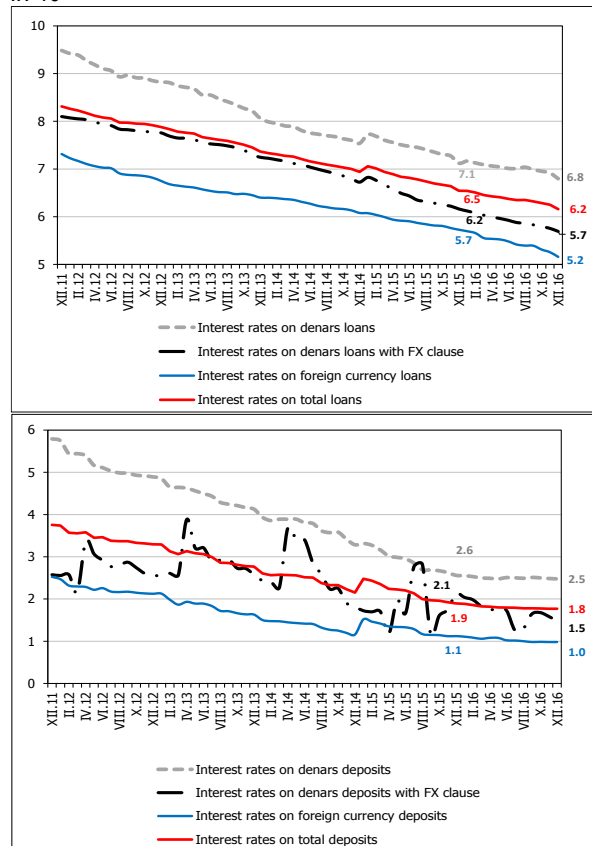 10
9
8
7
6
5
7.1
6.5
6.2
5.7
6.8
6.2
5.7
5.2
XII.11
II.12
IV.12
VI.12
VIII.12
X.12
XII.12
II.13
IV.13
VI.13
VIII.13
X.13
XII.13
II.14
IV.14
VI.14
VIII.14
X.14
XII.14
II.15
IV.15
VI.15
VIII.15
X.15
XII.15
II.16
IV.16
VI.16
VIII.16
X.16
XII.16
Interest rates on denars loans
Interest rates on denars loans with FX clause
Interest rates on foreign currency loans
Interest rates on total loans
6
5
4
3
2
1
0
2.6
2.1
1.9
1.1
2.5
1.8
1.5
1.0
XII.11
II.12
IV.12
VI.12
VIII.12
X.12
XII.12
II.13
IV.13
VI.13
VIII.13
X.13
XII.13
II.14
IV.14
VI.14
VIII.14
X.14
XII.14
II.15
IV.15
VI.15
VIII.15
X.15
XII.15
II.16
IV.16
VI.16
VIII.16
X.16
XII.16
Interest rates on denars deposits
Interest rates on denars deposits with FX clause
Interest rates on foreign currency deposits
Interest rates on total deposits